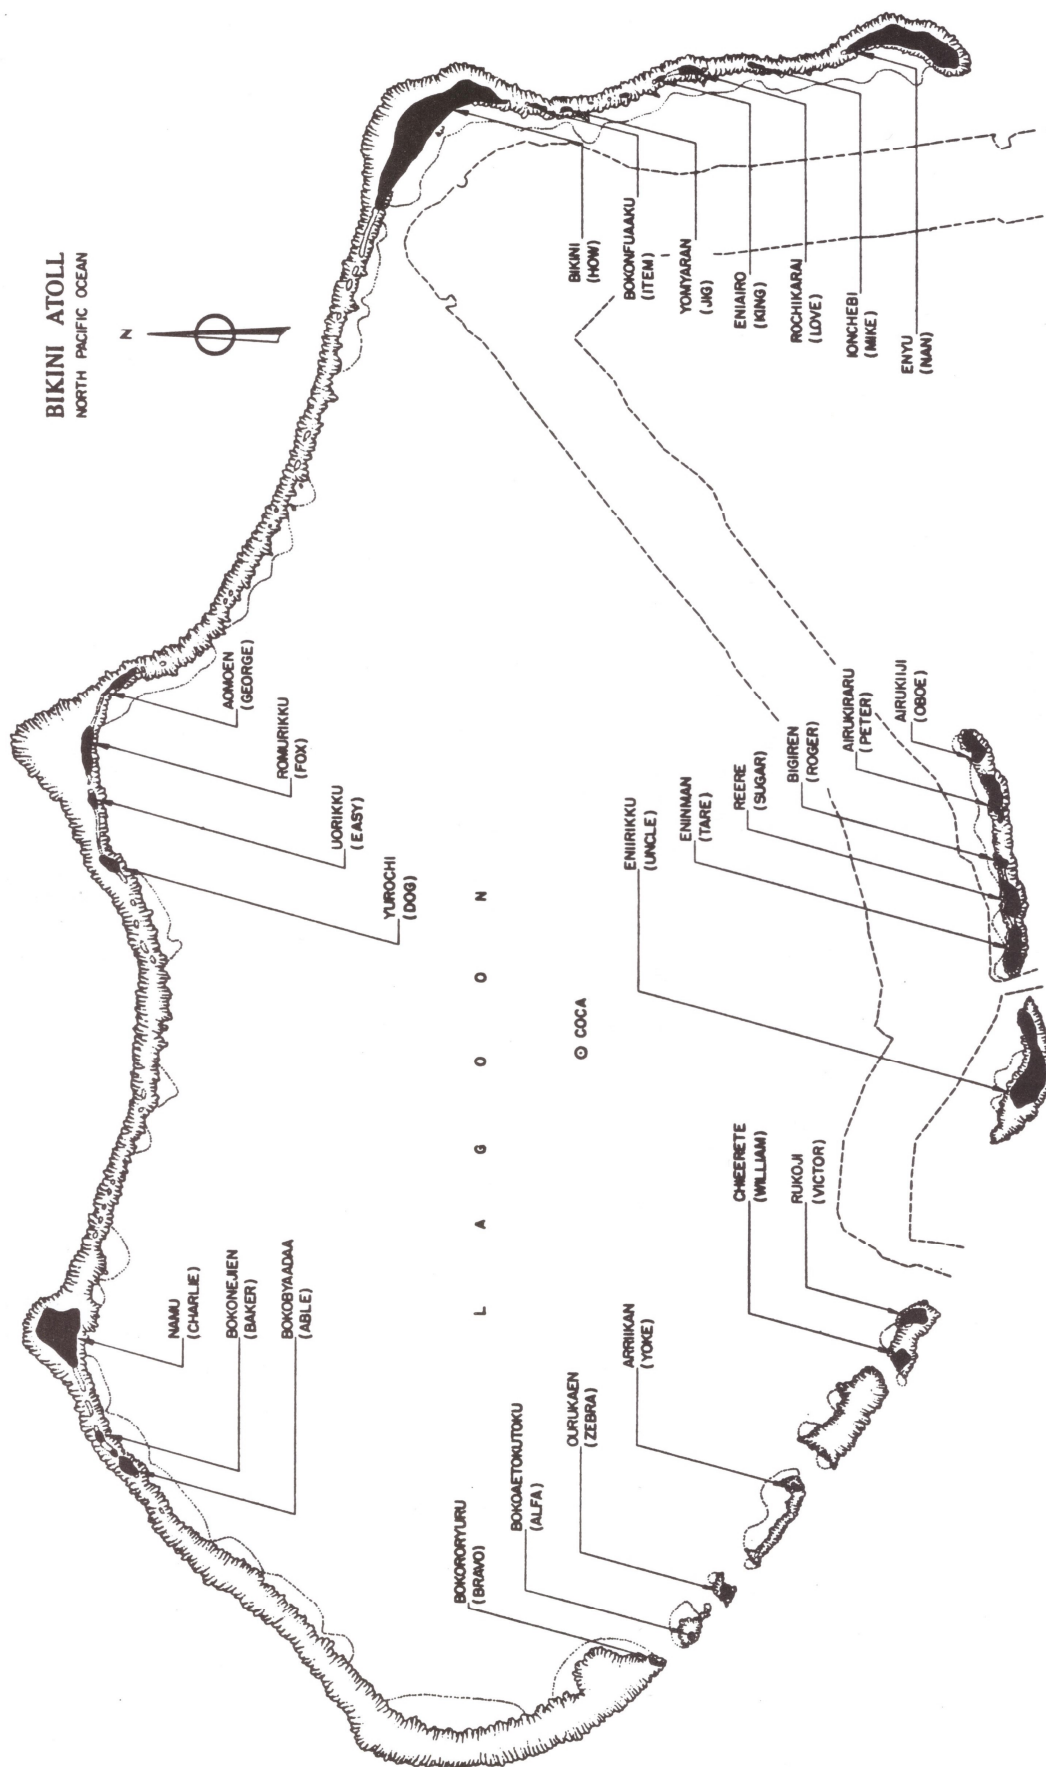 BIKINI ATOLL
NORTH PACIFIC OCEAN
N
NAMU
(CHARLIE)
BOKONEJIEN
(BAKER)
BOKOBYAADAA
(ABLE)
YUROCHI
(DOG)
UORIKKU
(EASY)
ROMURIKKU
(FOX)
AOMOEN
(GEORGE)
L A G O O N
COCA
BIKINI
(HOW)
BOKONFUAAKU
(ITEM)
YOMYARAN
(JIG)
ENIAIRO
(KING)
ROCHIKARAI
(LOVE)
IONCHEBI
(MIKE)
ENYU
(NAN)
BOKORORYURU
(BRAVO)
BOKOAETOKUTOKU
(ALFA)
OURUKAEN
(ZEBRA)
ARRIIKAN
(YOKE)
CHIEERETE
(WILLIAM)
RUKOJI
(VICTOR)
ENIIRIKKU
(UNCLE)
ENINMAN
(TARE)
REERE
(SUGAR)
BIGIREN
(ROGER)
AIRUKIRARU
(PETER)
AIRUKIIJI
(OBOE)